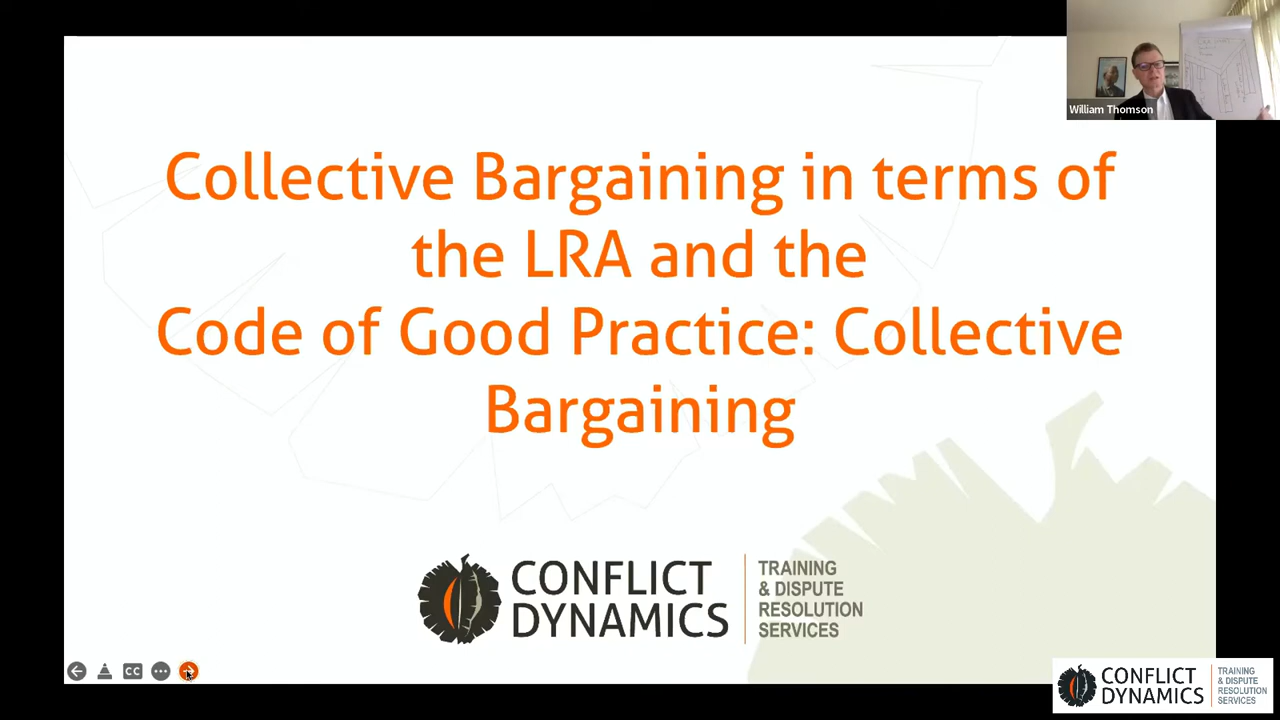 William Thomson
Collective Bargaining in terms of
the LRA and the
Code of Good Practice: Collective
Bargaining
CONFLICT
DYNAMICS
TRAINING
& DISPUTE
RESOLUTION
SERVICES
CC
CONFLICT
DYNAMICS
TRAINING
& DISPUTE
RESOLUTION
SERVICES